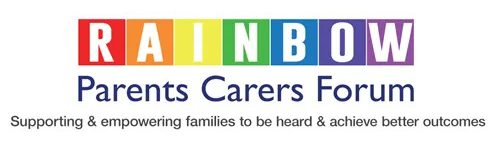 RAINBOW
Parents Carers Forum
Supporting & empowering families to be heard & achieve better outcomes